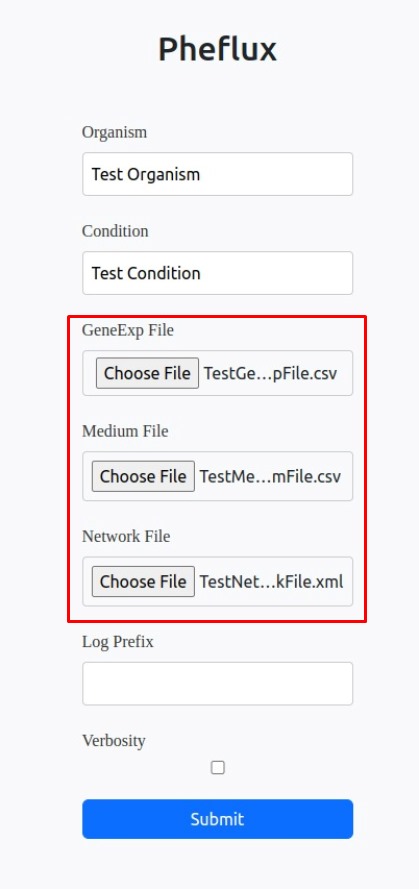 Pheflux
Organism
Test Organism
Condition
Test Condition
GeneExp File
Choose File TestGe...pFile.csv
Medium File
Choose File TestMe...mFile.csv
Network File
Choose File TestNet...kFile.xml
Log Prefix
Verbosity
Submit